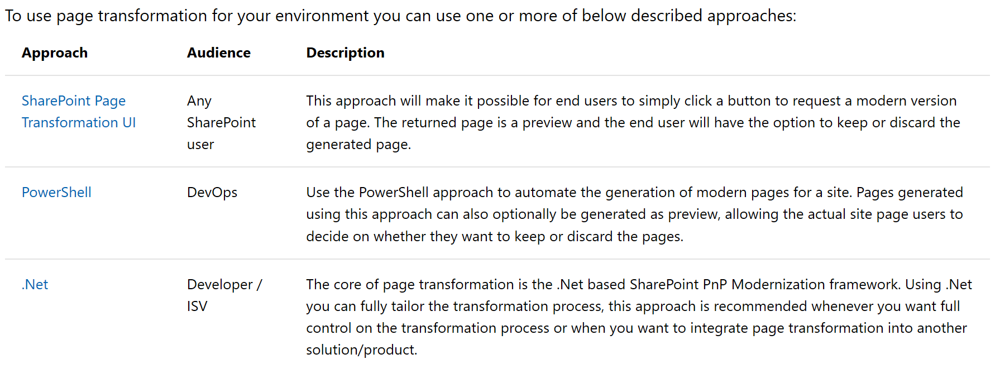 To use page transformation for your environment you can use one or more of below described approaches:
Approach Audience Description
SharePoint Page
Transformation UI
Any
SharePoint
user
This approach will make it possible for end users to simply click a button to request a modern version
of a page. The returned page is a preview and the end user will have the option to keep or discard the
generated page.
PowerShell
DevOps
Use the PowerShell approach to automate the generation of modern pages for a site. Pages generated
using this approach can also optionally be generated as preview, allowing the actual site page users to
decide on whether they want to keep or discard the pages.
.Net
Developer /
ISV
The core of page transformation is the .Net based SharePoint PnP Modernization framework. Using .Net
you can fully tailor the transformation process, this approach is recommended whenever you want full
control on the transformation process or when you want to integrate page transformation into another
solution/product.